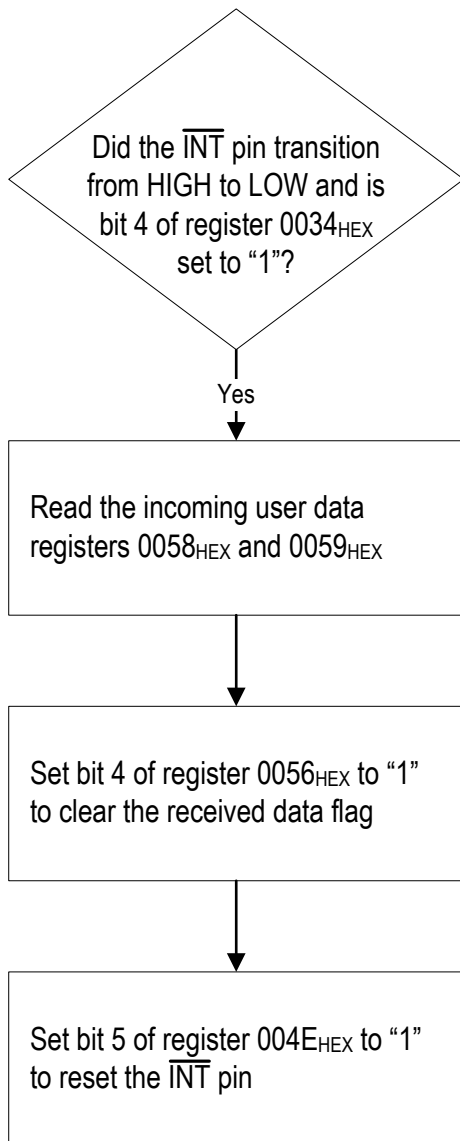 Did the INT pin transition
from HIGH to LOW and is
bit 4 of register 0034HEX
set to “1”?
Yes
Read the incoming user data
registers 0058HEX and 0059HEX
Set bit 4 of register 0056HEX to “1”
to clear the received data flag
Set bit 5 of register 004EHEX to “1”
to reset the INT pin